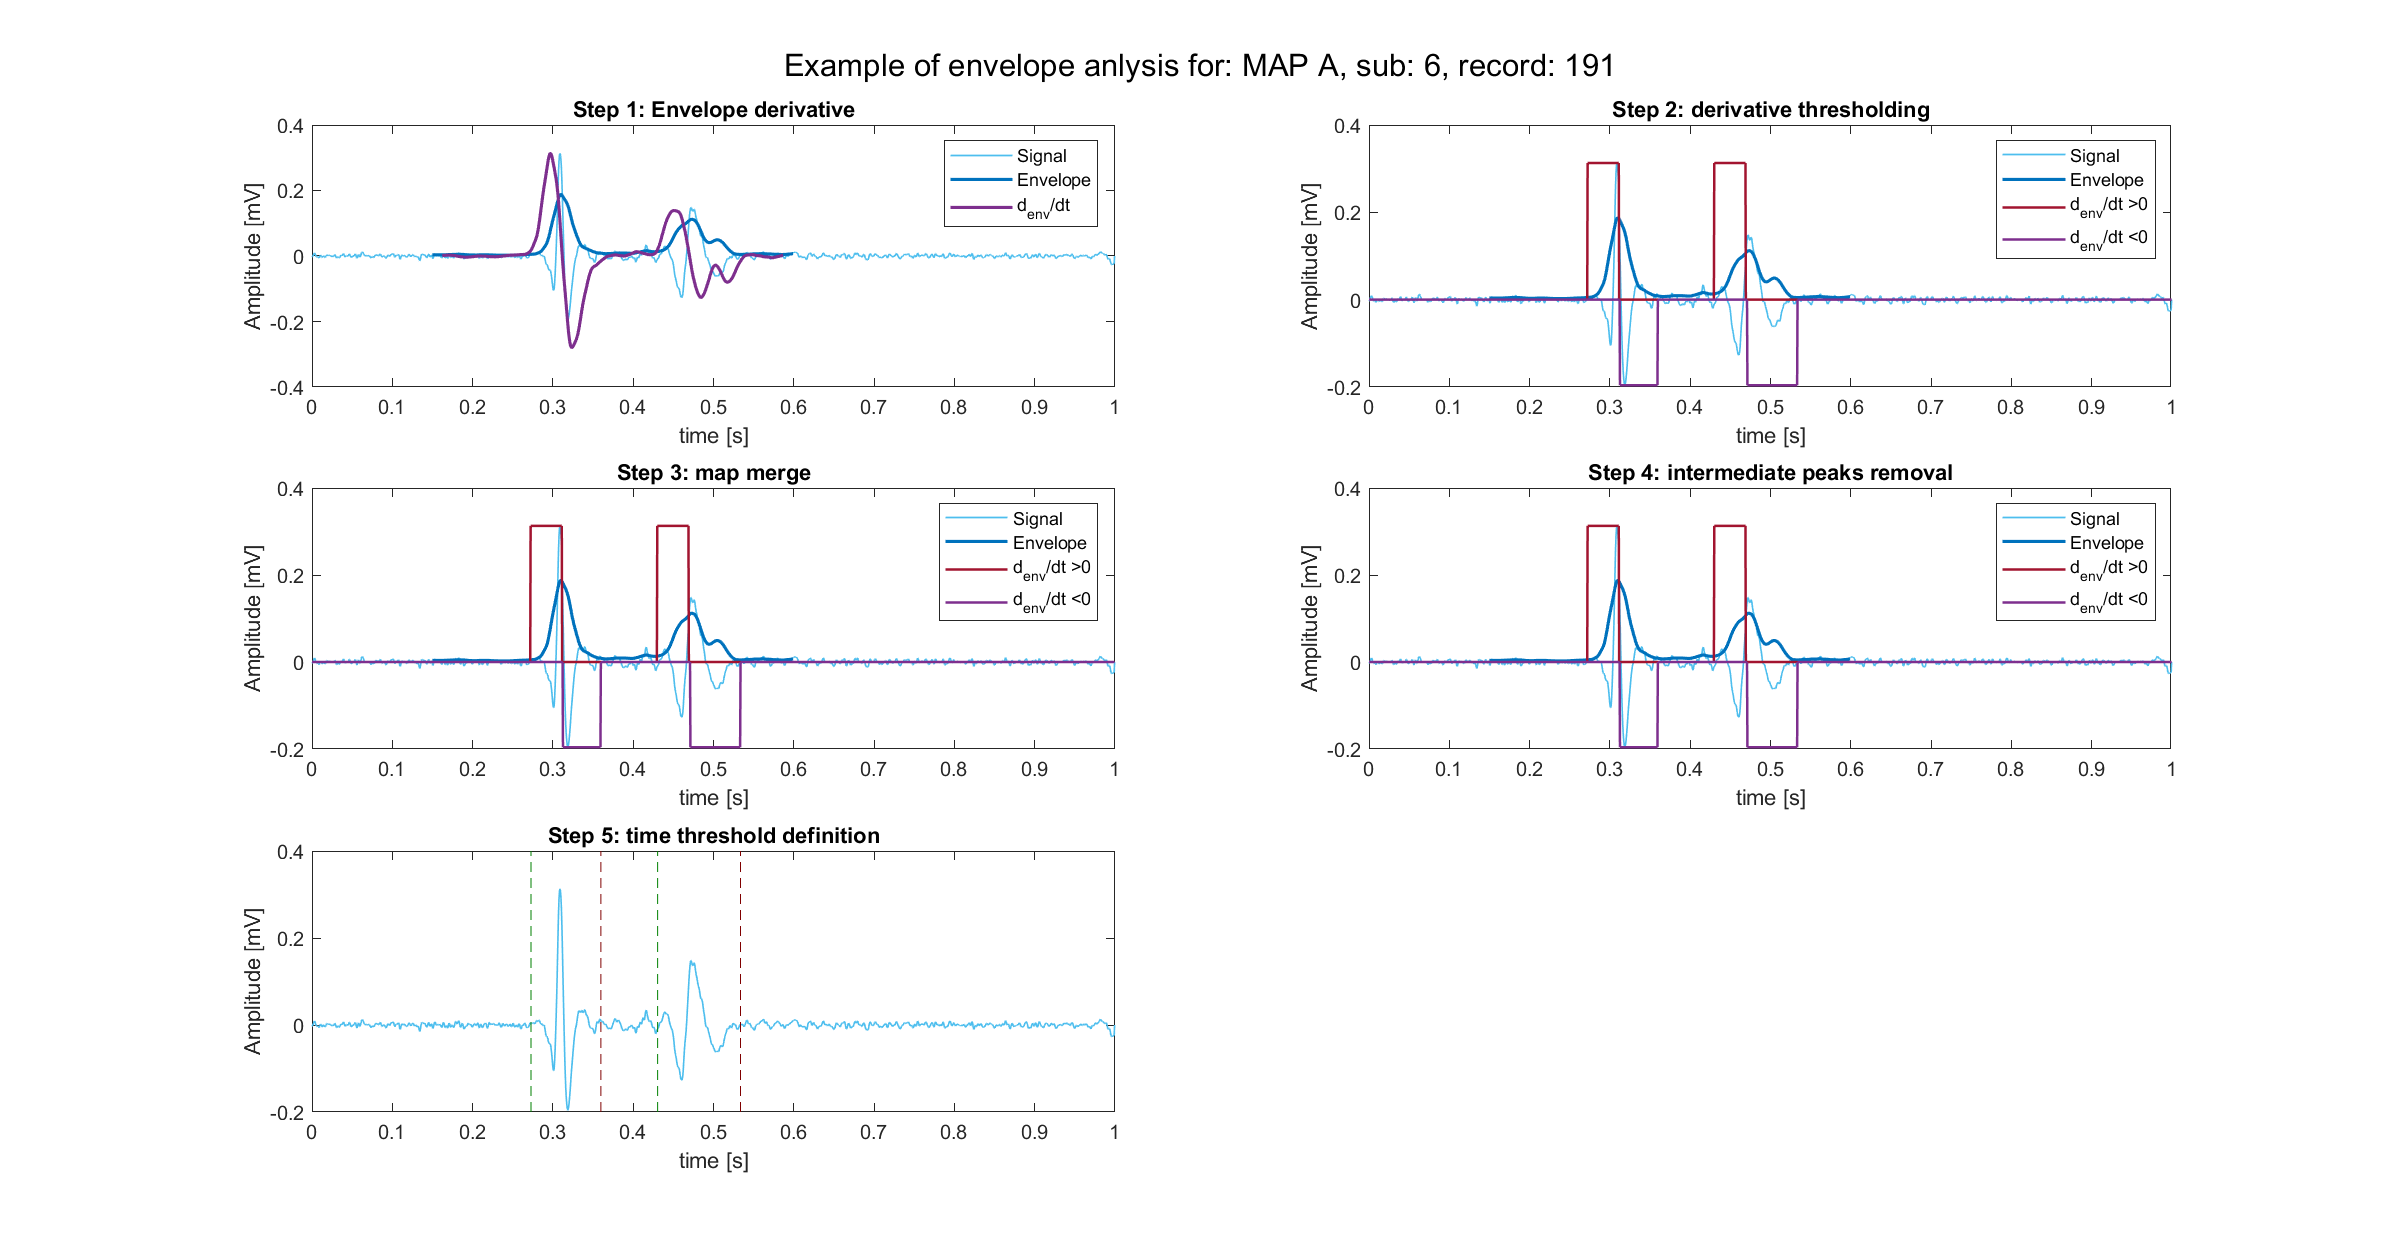 Example of envelope anlysis for: MAP A, sub: 6, record: 191
Step 1: Envelope derivative
0.4
0.2
0
-0.2
-0.4
Amplitude [mV]
0 0.1 0.2 0.3 0.4 0.5 0.6 0.7 0.8 0.9 1
time [s]
Signal
Envelope
d_env/dt
Step 2: derivative thresholding
0.4
0.2
0
-0.2
Amplitude [mV]
0 0.1 0.2 0.3 0.4 0.5 0.6 0.7 0.8 0.9 1
time [s]
Signal
Envelope
d_env/dt >0
d_env/dt <0
Step 3: map merge
0.4
0.2
0
-0.2
Amplitude [mV]
0 0.1 0.2 0.3 0.4 0.5 0.6 0.7 0.8 0.9 1
time [s]
Signal
Envelope
d_env/dt >0
d_env/dt <0
Step 4: intermediate peaks removal
0.4
0.2
0
-0.2
Amplitude [mV]
0 0.1 0.2 0.3 0.4 0.5 0.6 0.7 0.8 0.9 1
time [s]
Signal
Envelope
d_env/dt >0
d_env/dt <0
Step 5: time threshold definition
0.4
0.2
0
-0.2
Amplitude [mV]
0 0.1 0.2 0.3 0.4 0.5 0.6 0.7 0.8 0.9 1
time [s]